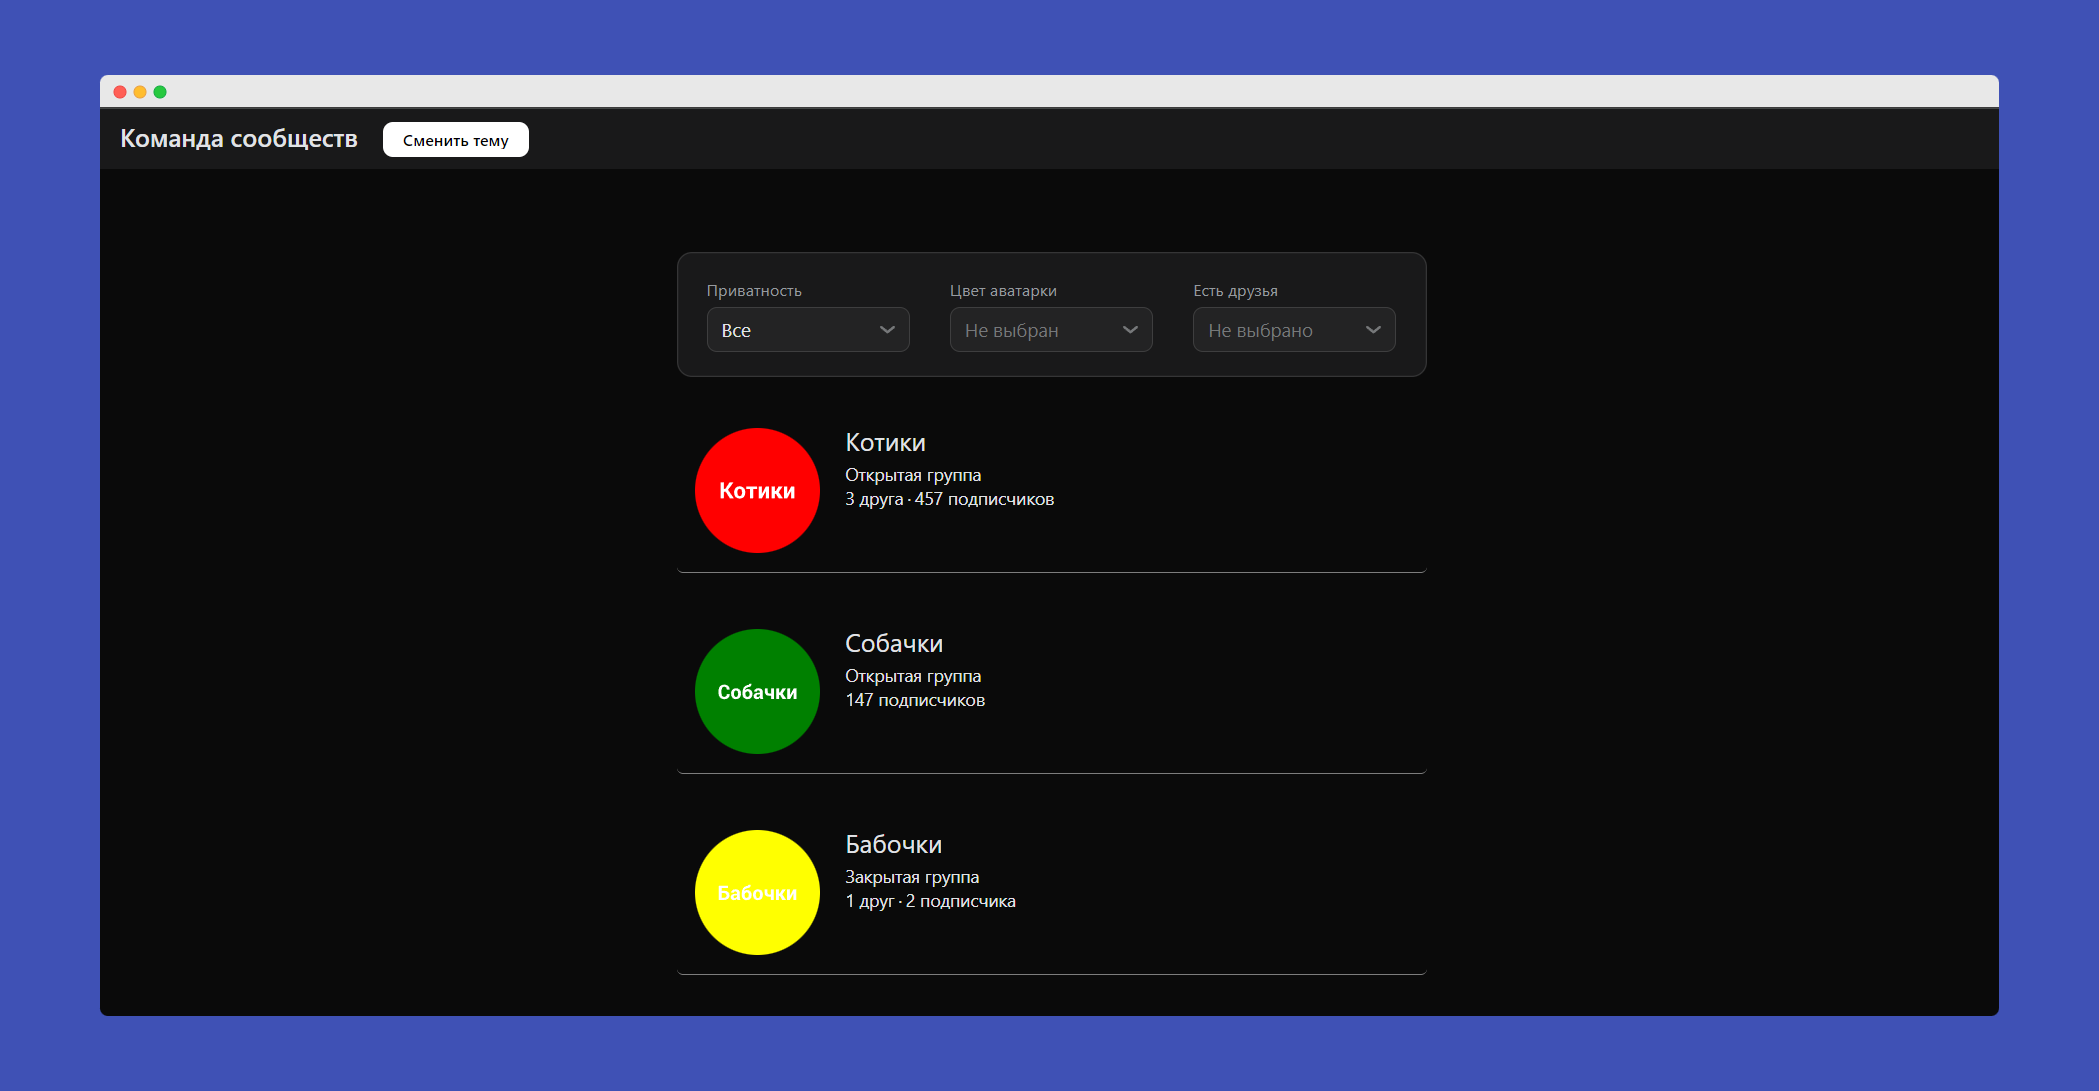 Команда сообществ
Сменить тему
Приватность
Цвет аватарки
Есть друзья
Все
Не выбран
Не выбрано
Котики
Котики
Открытая группа
3 друга · 457 подписчиков
Собачки
Собачки
Открытая группа
147 подписчиков
Бабочки
Бабочки
Закрытая группа
1 друг · 2 подписчика